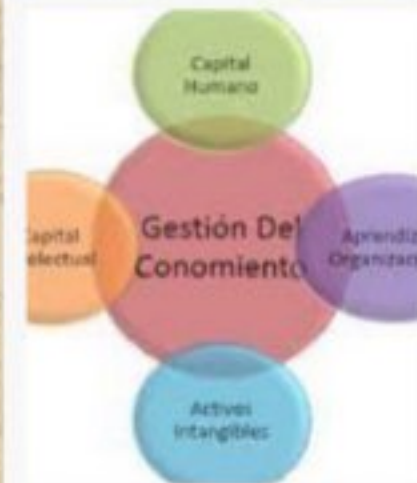 Capital
Humano
Gestión Del
Conomiento
apital
electual
Aprendiz
Organizac
Activos
Intangibles